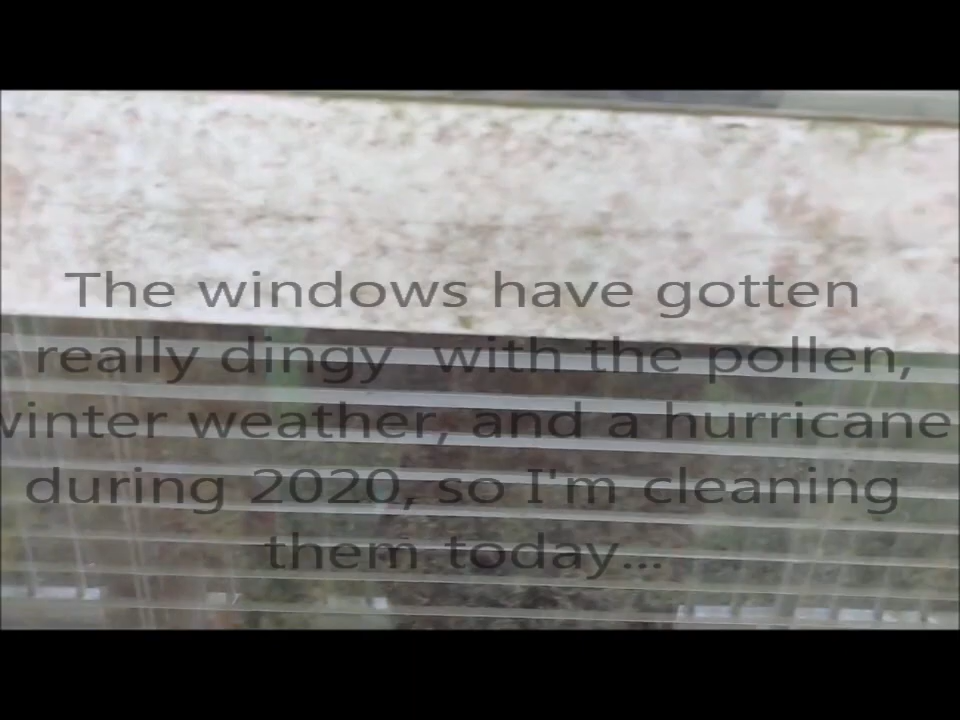 The windows have gotten
really dingy  with the pollen,
winter weather, and a hurricane
during 2020, so I'm cleaning
them today...